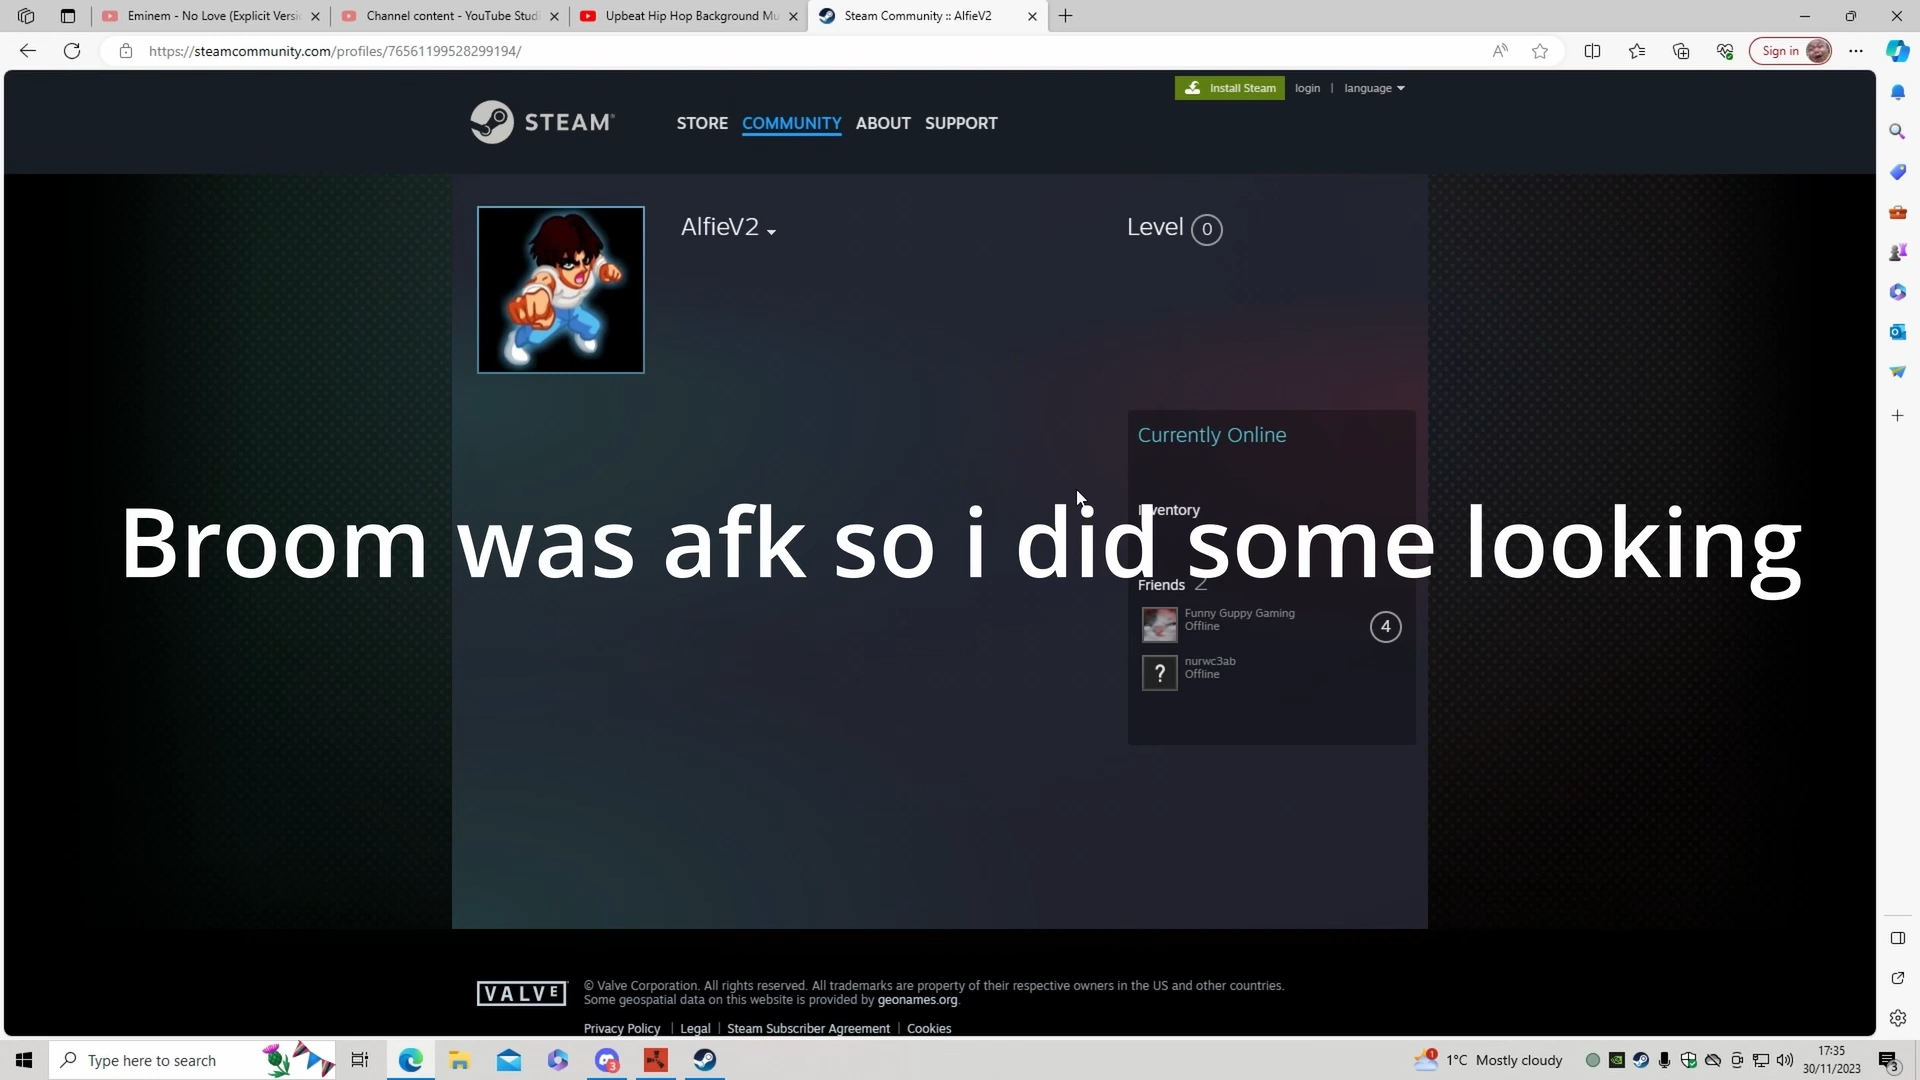 Eminem - No Love (Explicit Versi
Channel content - YouTube Stud
Upbeat Hip Hop Background Mu
Steam Community :: AlfieV2
https://steamcommunity.com/profiles/76561199528299194/
Sign in
Install Steam
login | language
STEAM
STORE COMMUNITY ABOUT SUPPORT
AlfieV2
Level 0
Currently Online
Inventory
Broom was afk so i did some looking
Friends 2
Funny Guppy Gaming
Offline
4
?
nurwc3ab
Offline
VALVE
© Valve Corporation. All rights reserved. All trademarks are property of their respective owners in the US and other countries.
Some geospatial data on this website is provided by geonames.org.
Privacy Policy | Legal | Steam Subscriber Agreement | Cookies
Type here to search
3
1
1°C Mostly cloudy
17:35
30/11/2023
3